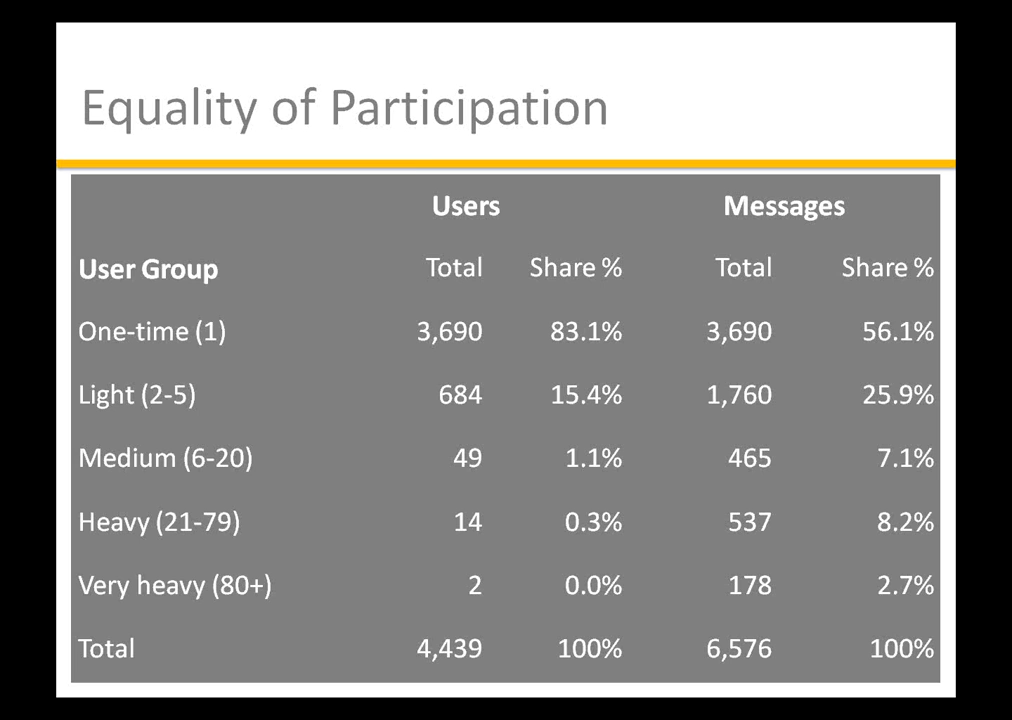 Equality of Participation
Users Messages
User Group Total Share % Total Share %
One-time (1) 3,690 83.1% 3,690 56.1%
Light (2-5) 684 15.4% 1,760 25.9%
Medium (6-20) 49 1.1% 465 7.1%
Heavy (21-79) 14 0.3% 537 8.2%
Very heavy (80+) 2 0.0% 178 2.7%
Total 4,439 100% 6,576 100%